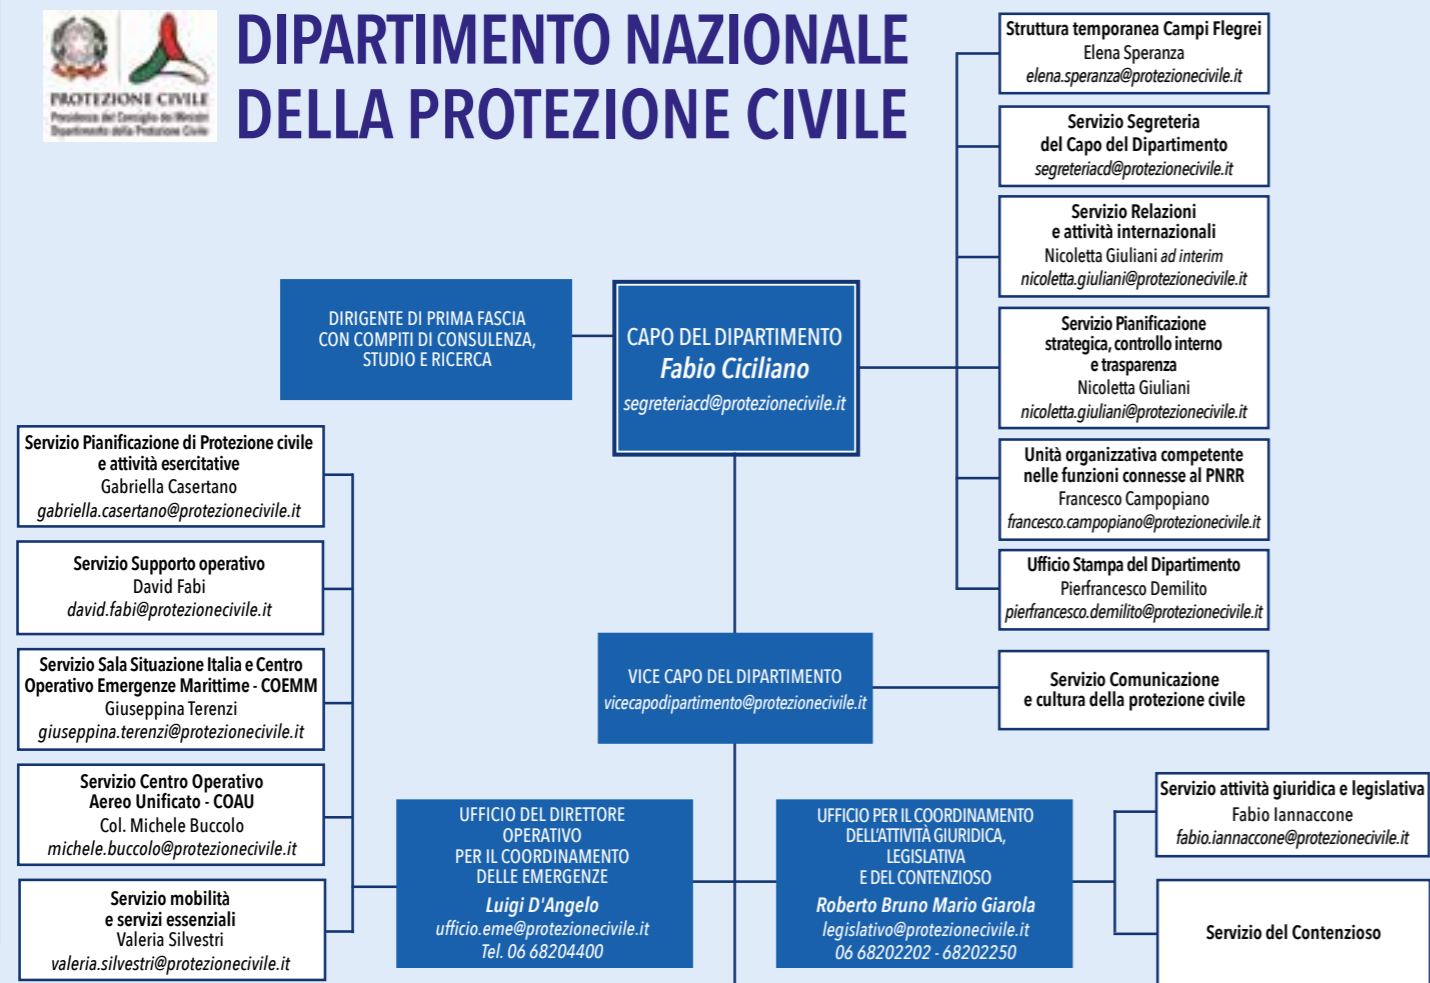 PROTEZIONE CIVILE
Presidenza del Consiglio dei Ministri
Dipartimento della Protezione Civile
DIPARTIMENTO NAZIONALE
DELLA PROTEZIONE CIVILE
Struttura temporanea Campi Flegrei
Elena Speranza
elena.speranza@protezionecivile.it
Servizio Segreteria
del Capo del Dipartimento
segreteriacd@protezionecivile.it
Servizio Relazioni
e attività internazionali
Nicoletta Giuliani ad interim
nicoletta.giuliani@protezionecivile.it
Servizio Pianificazione
strategica, controllo interno
e trasparenza
Nicoletta Giuliani
nicoletta.giuliani@protezionecivile.it
Unità organizzativa competente
nelle funzioni connesse al PNRR
Francesco Campopiano
francesco.campopiano@protezionecivile.it
Ufficio Stampa del Dipartimento
Pierfrancesco Demilito
pierfrancesco.demilito@protezionecivile.it
DIRIGENTE DI PRIMA FASCIA
CON COMPITI DI CONSULENZA,
STUDIO E RICERCA
CAPO DEL DIPARTIMENTO
Fabio Ciciliano
segreteriacd@protezionecivile.it
Servizio Pianificazione di Protezione civile
e attività esercitative
Gabriella Casertano
gabriella.casertano@protezionecivile.it
Servizio Supporto operativo
David Fabi
david.fabi@protezionecivile.it
Servizio Sala Situazione Italia e Centro
Operativo Emergenze Marittime - COEMM
Giuseppina Terenzi
giuseppina.terenzi@protezionecivile.it
Servizio Centro Operativo
Aereo Unificato - COAU
Col. Michele Buccolo
michele.buccolo@protezionecivile.it
Servizio mobilità
e servizi essenziali
Valeria Silvestri
valeria.silvestri@protezionecivile.it
VICE CAPO DEL DIPARTIMENTO
vicecapodipartimento@protezionecivile.it
Servizio Comunicazione
e cultura della protezione civile
UFFICIO DEL DIRETTORE
OPERATIVO
PER IL COORDINAMENTO
DELLE EMERGENZE
Luigi D'Angelo
ufficio.eme@protezionecivile.it
Tel. 06 68204400
UFFICIO PER IL COORDINAMENTO
DELL'ATTIVITÀ GIURIDICA,
LEGISLATIVA
E DEL CONTENZIOSO
Roberto Bruno Mario Giarola
legislativo@protezionecivile.it
06 68202202 - 68202250
Servizio attività giuridica e legislativa
Fabio Iannaccone
fabio.iannaccone@protezionecivile.it
Servizio del Contenzioso